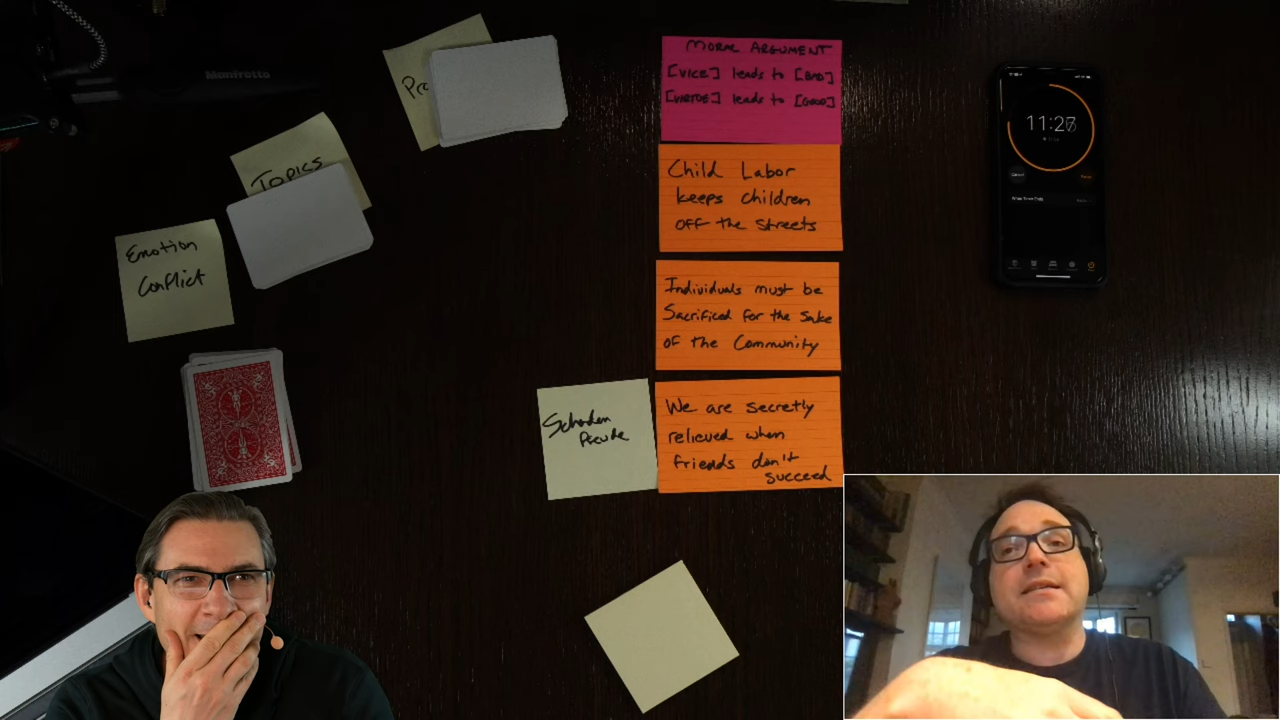 Manfrotto
Pro
TOPICS
Emotion
Conflict
MORAL ARGUMENT
[VICE] leads to [BAD]
[VIRTUE] leads to [GOOD]
Child Labor
keeps children
OFF the streets
Individuals must be
Sacrificed for the Sake
of the Community
Schaden
Freude
We are secretly
relieved when
friends don't
succeed
Cancel